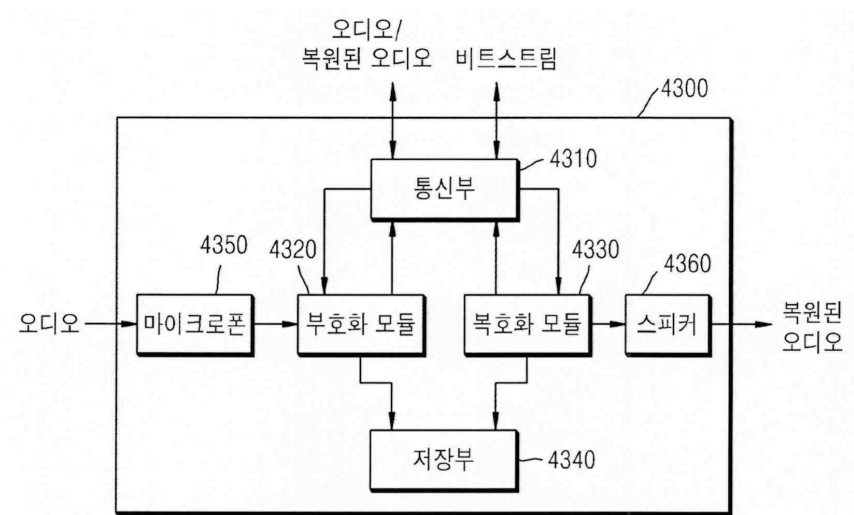 오디오/
복원된 오디오
비트스트림
4300
4310
통신부
4350
4320
4330
4360
오디오
마이크로폰
부호화 모듈
복호화 모듈
스피커
복원된
오디오
저장부
4340